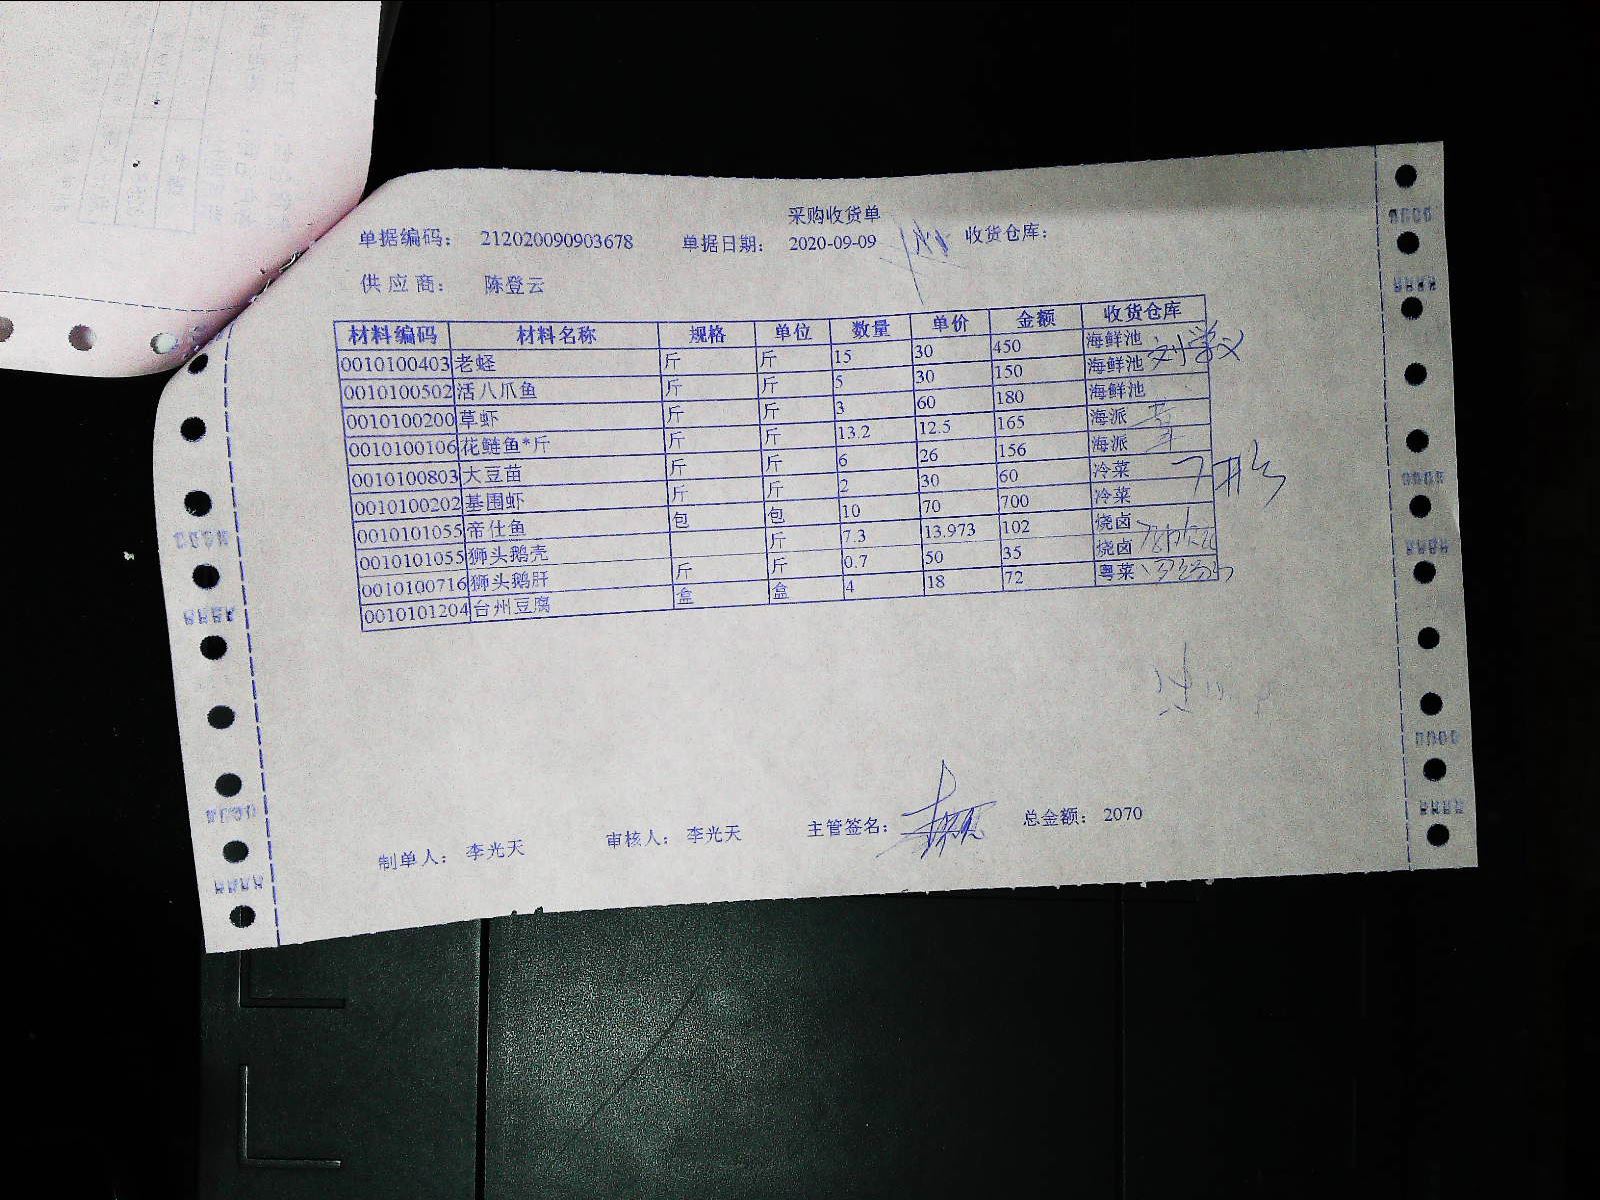 采购收货单
单据编码： 212020090903678 单据日期： 2020-09-09 收货仓库：
供应商： 陈登云
材料编码 材料名称 规格 单位 数量 单价 金额 收货仓库
0010100403 老蛏 斤 斤 15 30 450 海鲜池
0010100502 活八爪鱼 斤 斤 5 30 150 海鲜池
0010100200 草虾 斤 斤 3 60 180 海鲜池
0010100106 花鲢鱼*斤 斤 斤 13.2 12.5 165 海派
0010100803 大豆苗 斤 斤 6 26 156 海派
0010100202 基围虾 斤 斤 2 30 60 冷菜
0010101055 帝仕鱼 包 包 10 70 700 冷菜
0010101055 狮头鹅壳 斤 7.3 13.973 102 烧卤
0010100716 狮头鹅肝 斤 斤 0.7 50 35 烧卤
0010101204 台州豆腐 盒 盒 4 18 72 粤菜
制单人： 李光天 审核人： 李光天 主管签名： 总金额： 2070